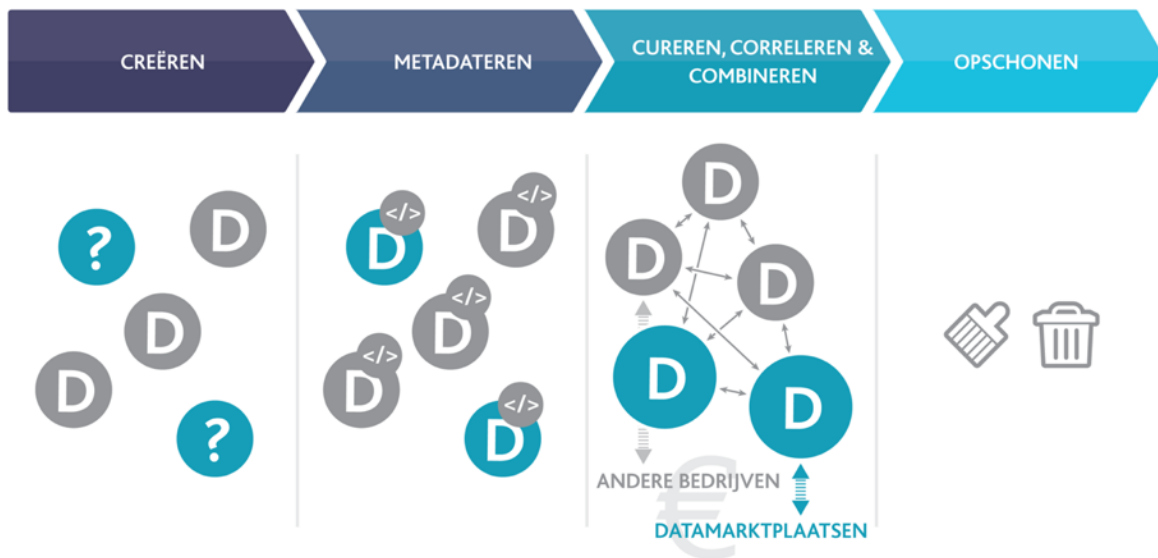 CREËREN
METADATEREN
CUREREN, CORRELEREN &
COMBINEREN
OPSCHONEN
?
D
D
D
?
D </>
D </>
D </>
D </>
D </>
D
D
D
D
D
ANDERE BEDRIJVEN
€
DATAMARKTPLAATSEN